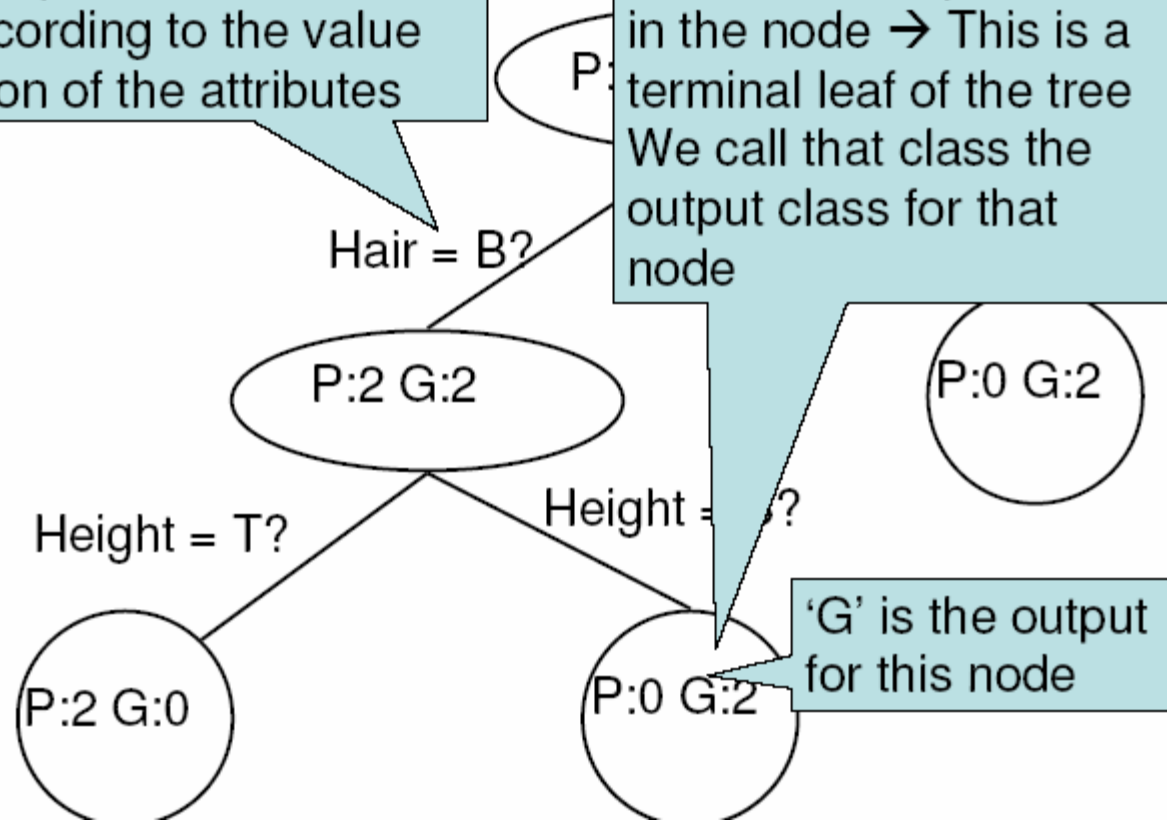 cording to the value
on of the attributes
P:
in the node → This is a
terminal leaf of the tree
We call that class the
output class for that
node
Hair = B?
P:2 G:2
P:0 G:2
Height = T?
Height = ?
P:2 G:0
P:0 G:2
‘G’ is the output
for this node